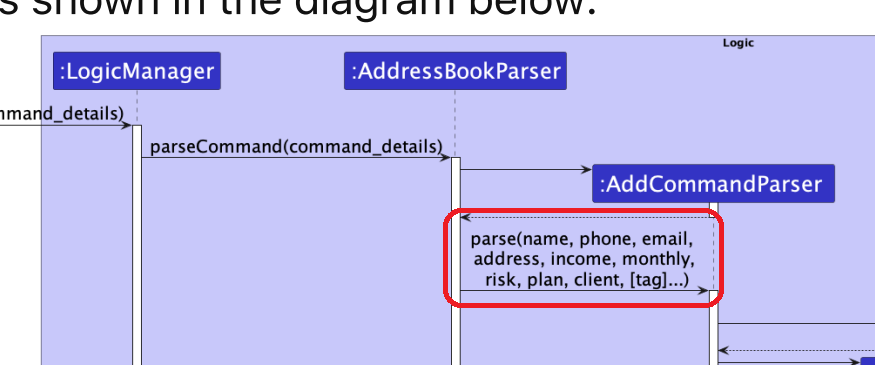 s shown in the diagram below.
Logic
:LogicManager
:AddressBookParser
mmand_details)
parseCommand(command_details)
:AddCommandParser
parse(name, phone, email,
address, income, monthly,
risk, plan, client, [tag]...)